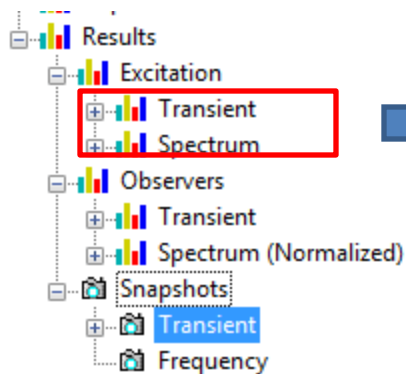 Results
Excitation
Transient
Spectrum
Observers
Transient
Spectrum (Normalized)
Snapshots
Transient
Frequency